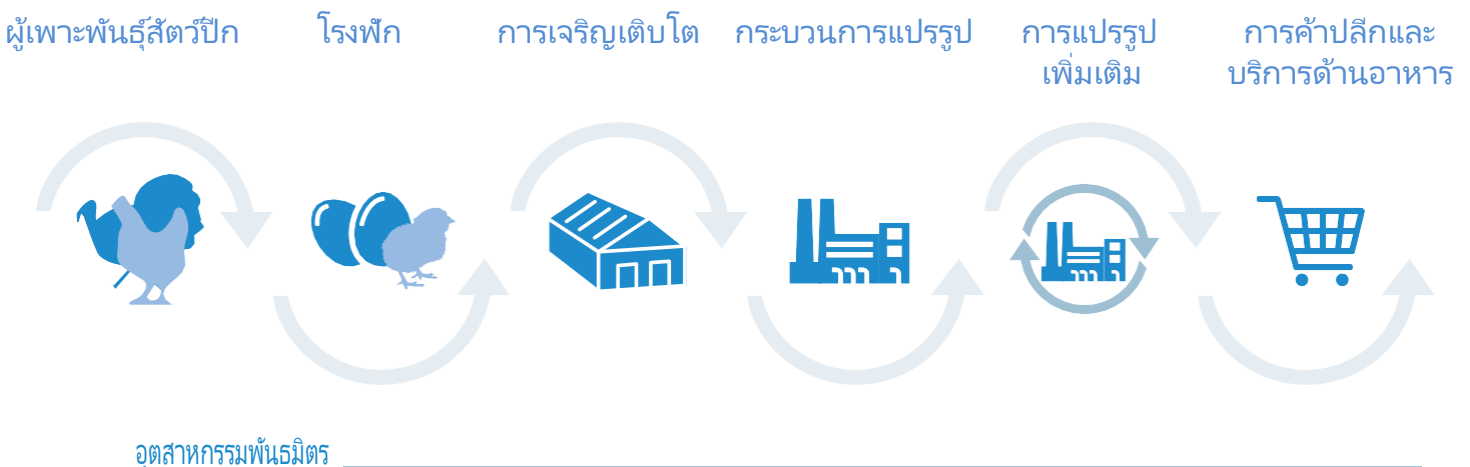 ผู้เพาะพันธุ์สัตว์ปีก
โรงฟัก
การเจริญเติบโต
กระบวนการแปรรูป
การแปรรูป
เพิ่มเติม
การค้าปลีกและ
บริการด้านอาหาร
อุตสาหกรรมพันธมิตร